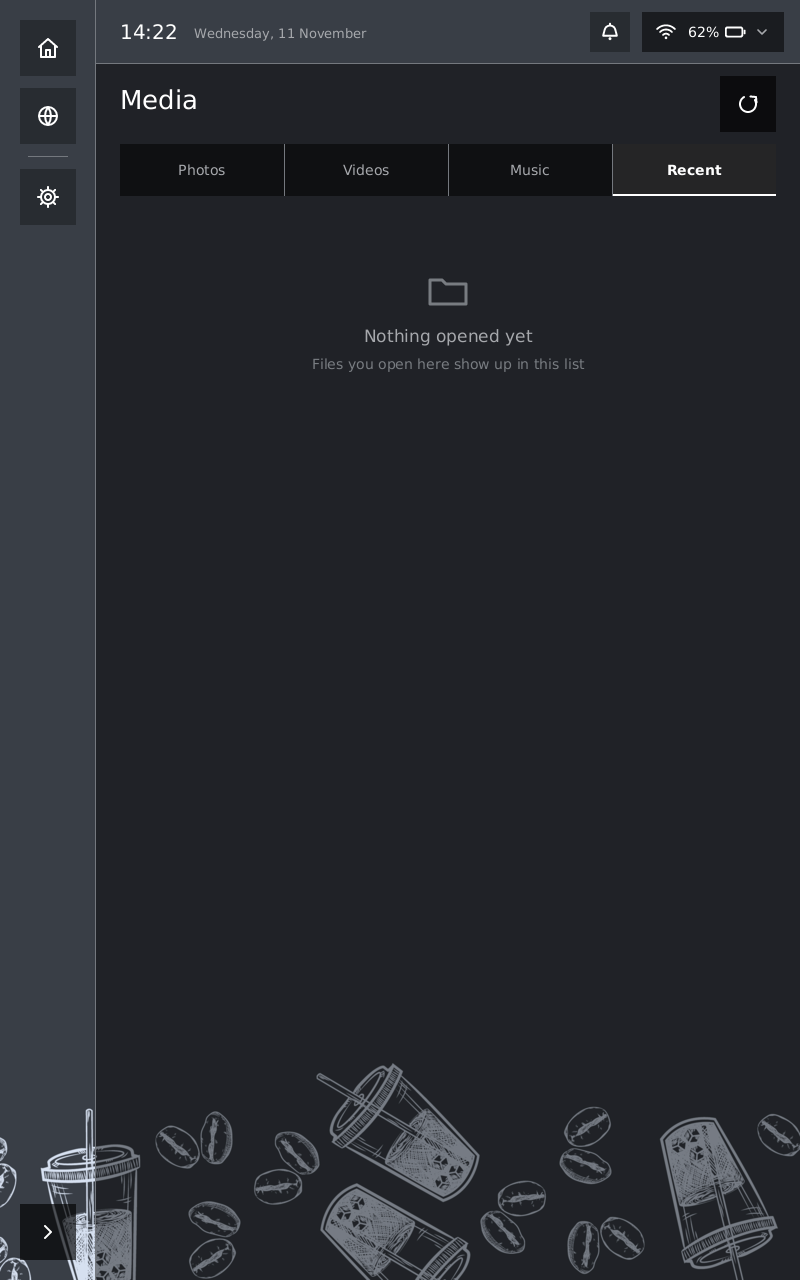 14:22 Wednesday, 11 November 62%
Media
Photos Videos Music Recent
Nothing opened yet
Files you open here show up in this list